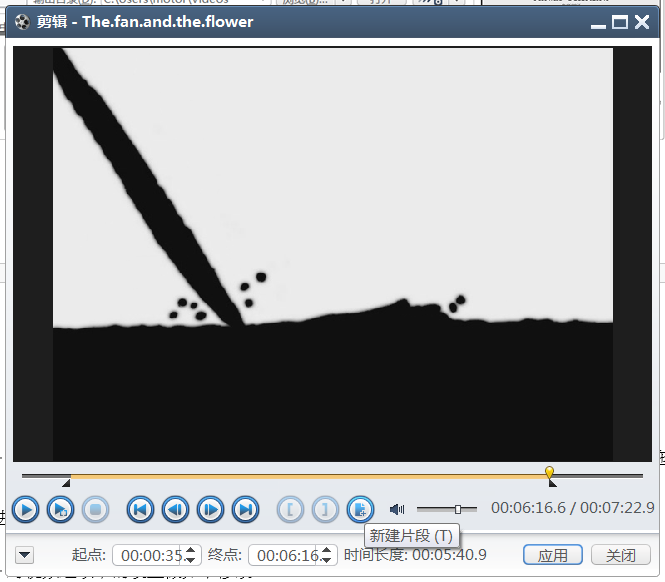 剪辑 - The.fan.and.the.flower
00:06:16.6 / 00:07:22.9
新建片段 (T)
起点: 00:00:35. 终点: 00:06:16. 时间长度: 00:05:40.9 应用 关闭